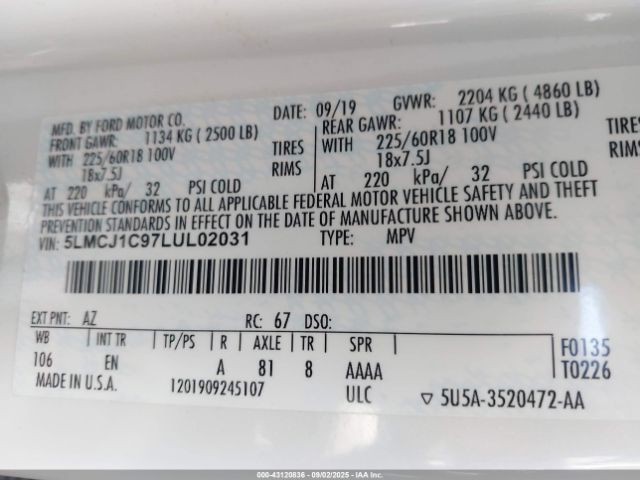 MFD. BY FORD MOTOR CO. DATE: 09/19 GVWR: 2204 KG ( 4860 LB)
FRONT GAWR: 1134 KG ( 2500 LB) REAR GAWR: 1107 KG ( 2440 LB)
WITH 225/60R18 100V TIRES WITH 225/60R18 100V TIRES
18x7.5J RIMS 18x7.5J RIMS
AT 220 kPa/ 32 PSI COLD AT 220 kPa/ 32 PSI COLD
THIS VEHICLE CONFORMS TO ALL APPLICABLE FEDERAL MOTOR VEHICLE SAFETY AND THEFT
PREVENTION STANDARDS IN EFFECT ON THE DATE OF MANUFACTURE SHOWN ABOVE.
VIN: 5LMCJ1C97LUL02031 TYPE: MPV
EXT PNT: AZ RC: 67 DSO:
WB INT TR TP/PS R AXLE TR SPR F0135
106 EN A 81 8 AAAA T0226
MADE IN U.S.A. 1201909245107 ULC ▽ 5U5A-3520472-AA
000-43120836 - 09/02/2025 - IAAI.COM